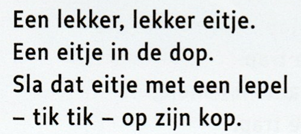 Een lekker, lekker eitje.
Een eitje in de dop.
Sla dat eitje met een lepel
– tik tik – op zijn kop.